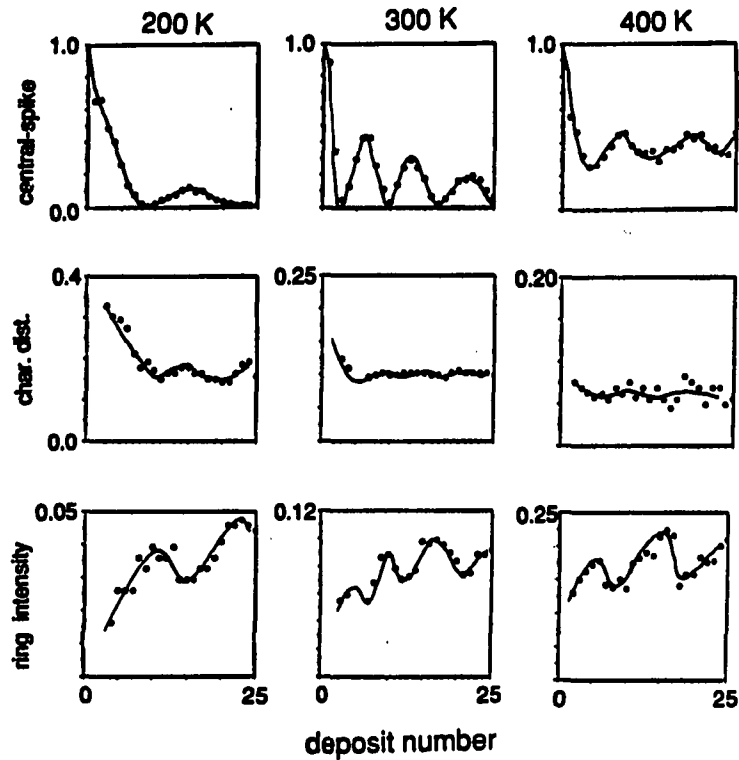 200 K 300 K 400 K
1.0 1.0 1.0
central-spike
0.0
0.4 0.25 0.20
char. dist.
0.0
0.05 0.12 0.25
ring intensity
0 25 0 25 0 25
deposit number